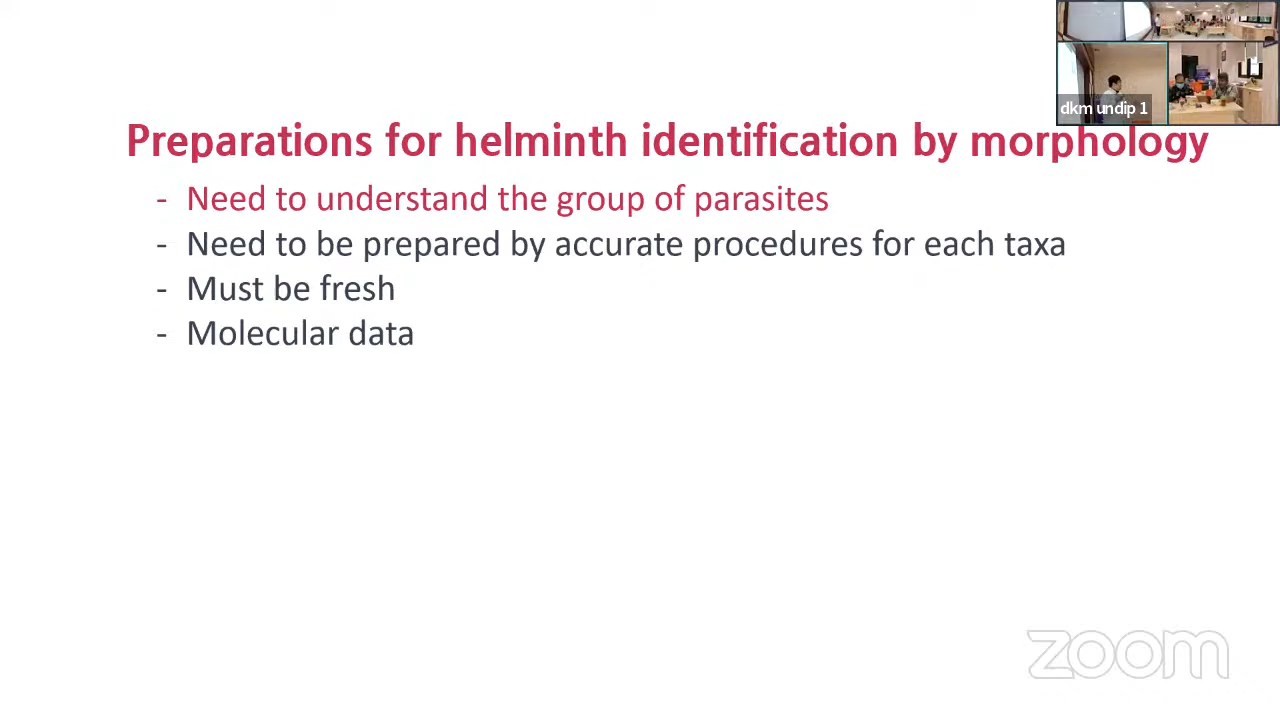 dkm undip 1
Preparations for helminth identification by morphology
- Need to understand the group of parasites
- Need to be prepared by accurate procedures for each taxa
- Must be fresh
- Molecular data
zoom